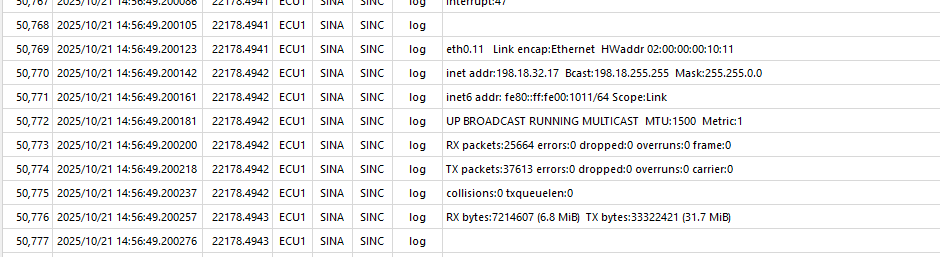 50,767 2025/10/21 14:56:49.200086 22178.4941 ECU1 SINA SINC log interrupt:47
50,768 2025/10/21 14:56:49.200105 22178.4941 ECU1 SINA SINC log
50,769 2025/10/21 14:56:49.200123 22178.4941 ECU1 SINA SINC log eth0.11 Link encap:Ethernet HWaddr 02:00:00:00:10:11
50,770 2025/10/21 14:56:49.200142 22178.4942 ECU1 SINA SINC log inet addr:198.18.32.17 Bcast:198.18.255.255 Mask:255.255.0.0
50,771 2025/10/21 14:56:49.200161 22178.4942 ECU1 SINA SINC log inet6 addr: fe80::ff:fe00:1011/64 Scope:Link
50,772 2025/10/21 14:56:49.200181 22178.4942 ECU1 SINA SINC log UP BROADCAST RUNNING MULTICAST MTU:1500 Metric:1
50,773 2025/10/21 14:56:49.200200 22178.4942 ECU1 SINA SINC log RX packets:25664 errors:0 dropped:0 overruns:0 frame:0
50,774 2025/10/21 14:56:49.200218 22178.4942 ECU1 SINA SINC log TX packets:37613 errors:0 dropped:0 overruns:0 carrier:0
50,775 2025/10/21 14:56:49.200237 22178.4942 ECU1 SINA SINC log collisions:0 txqueuelen:0
50,776 2025/10/21 14:56:49.200257 22178.4943 ECU1 SINA SINC log RX bytes:7214607 (6.8 MiB) TX bytes:33322421 (31.7 MiB)
50,777 2025/10/21 14:56:49.200276 22178.4943 ECU1 SINA SINC log